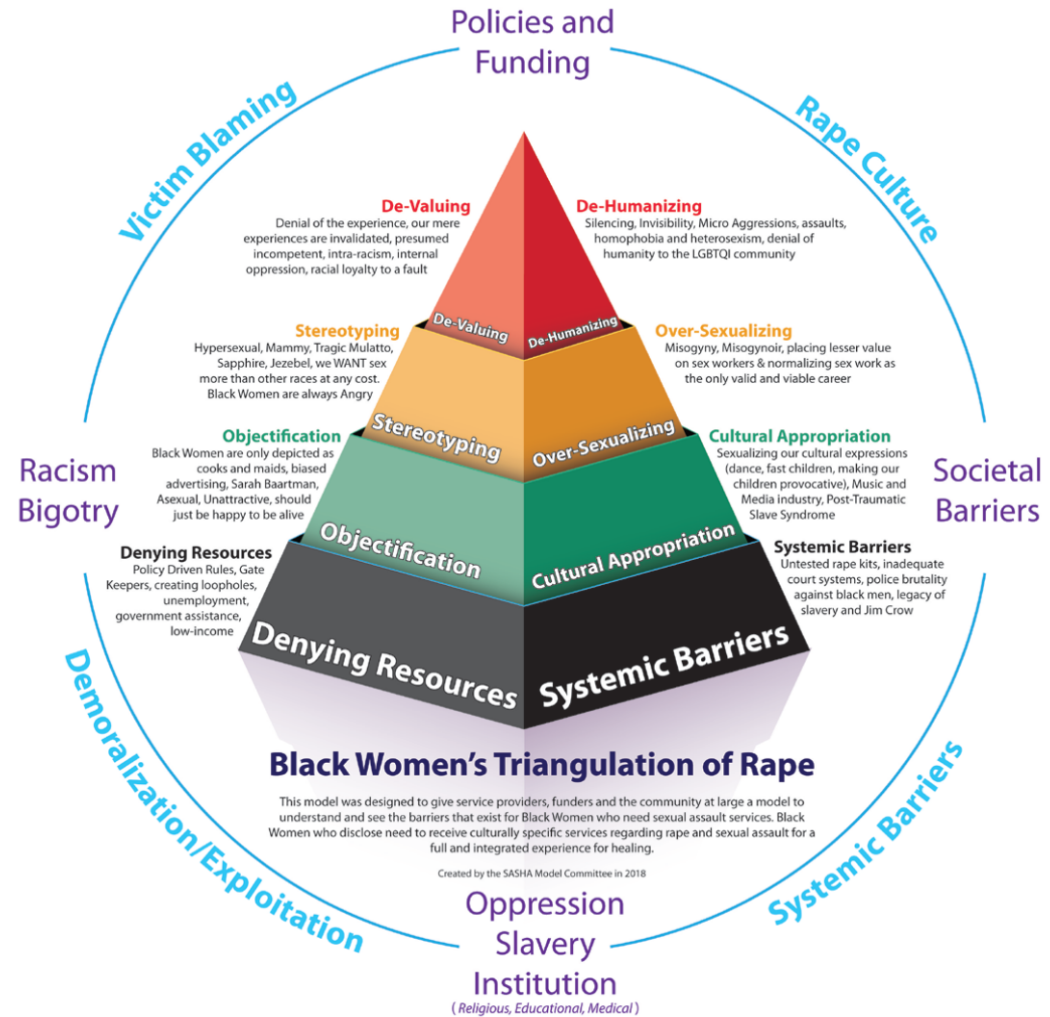 Policies and
Funding
Victim Blaming
Rape Culture
De-Valuing
Denial of the experience, our mere
experiences are invalidated, presumed
incompetent, intra-racism, internal
oppression, racial loyalty to a fault
De-Humanizing
Silencing, Invisibility, Micro Aggressions, assaults,
homophobia and heterosexism, denial of
humanity to the LGBTQI community
De-Valuing
De-Humanizing
Stereotyping
Hypersexual, Mammy, Tragic Mulatto,
Sapphire, Jezebel, we WANT sex
more than other races at any cost.
Black Women are always Angry
Over-Sexualizing
Misogyny, Misogynoir, placing lesser value
on sex workers & normalizing sex work as
the only valid and viable career
Stereotyping
Over-Sexualizing
Objectification
Black Women are only depicted as
cooks and maids, biased
advertising, Sarah Baartman,
Asexual, Unattractive, should
just be happy to be alive
Cultural Appropriation
Sexualizing our cultural expressions
(dance, fast children, making our
children provocative), Music and
Media industry, Post-Traumatic
Slave Syndrome
Racism
Bigotry
Societal
Barriers
Objectification
Cultural Appropriation
Denying Resources
Policy Driven Rules, Gate
Keepers, creating loopholes,
unemployment,
government assistance,
low-income
Systemic Barriers
Untested rape kits, inadequate
court systems, police brutality
against black men, legacy of
slavery and Jim Crow
Denying Resources
Systemic Barriers
Demoralization/Exploitation
Systemic Barriers
Black Women's Triangulation of Rape
This model was designed to give service providers, funders and the community at large a model to
understand and see the barriers that exist for Black Women who need sexual assault services. Black
Women who disclose need to receive culturally specific services regarding rape and sexual assault for a
full and integrated experience for healing.
Created by the SASHA Model Committee in 2018
Oppression
Slavery
Institution
( Religious, Educational, Medical )